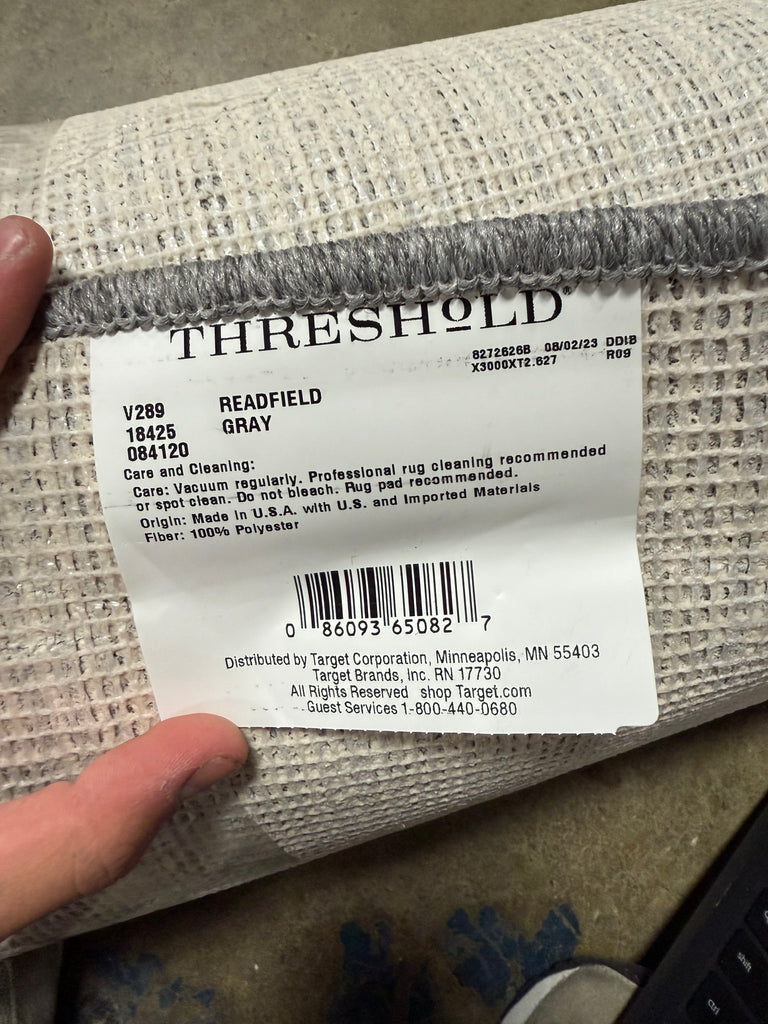 THRESHOLD®
8272626B 08/02/23 DDIB
X3000XT2.627 R09
V289 READFIELD
18425 GRAY
084120
Care and Cleaning:
Care: Vacuum regularly. Professional rug cleaning recommended
or spot clean. Do not bleach. Rug pad recommended.
Origin: Made in U.S.A. with U.S. and Imported Materials
Fiber: 100% Polyester
0 86093 65082 7
Distributed by Target Corporation, Minneapolis, MN 55403
Target Brands, Inc. RN 17730
All Rights Reserved shop Target.com
Guest Services 1-800-440-0680
shift
ctrl